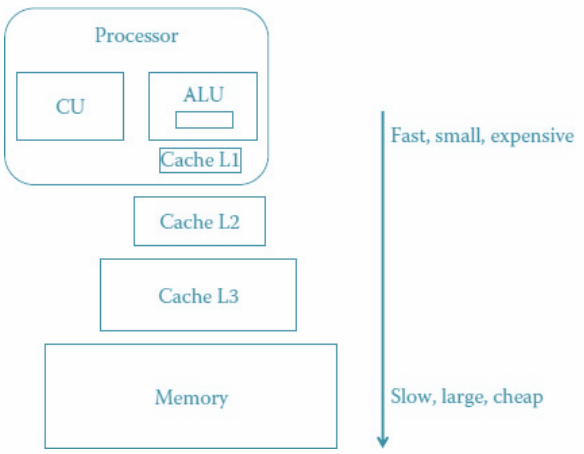 Processor
CU
ALU
Cache L1
Fast, small, expensive
Cache L2
Cache L3
Memory
Slow, large, cheap